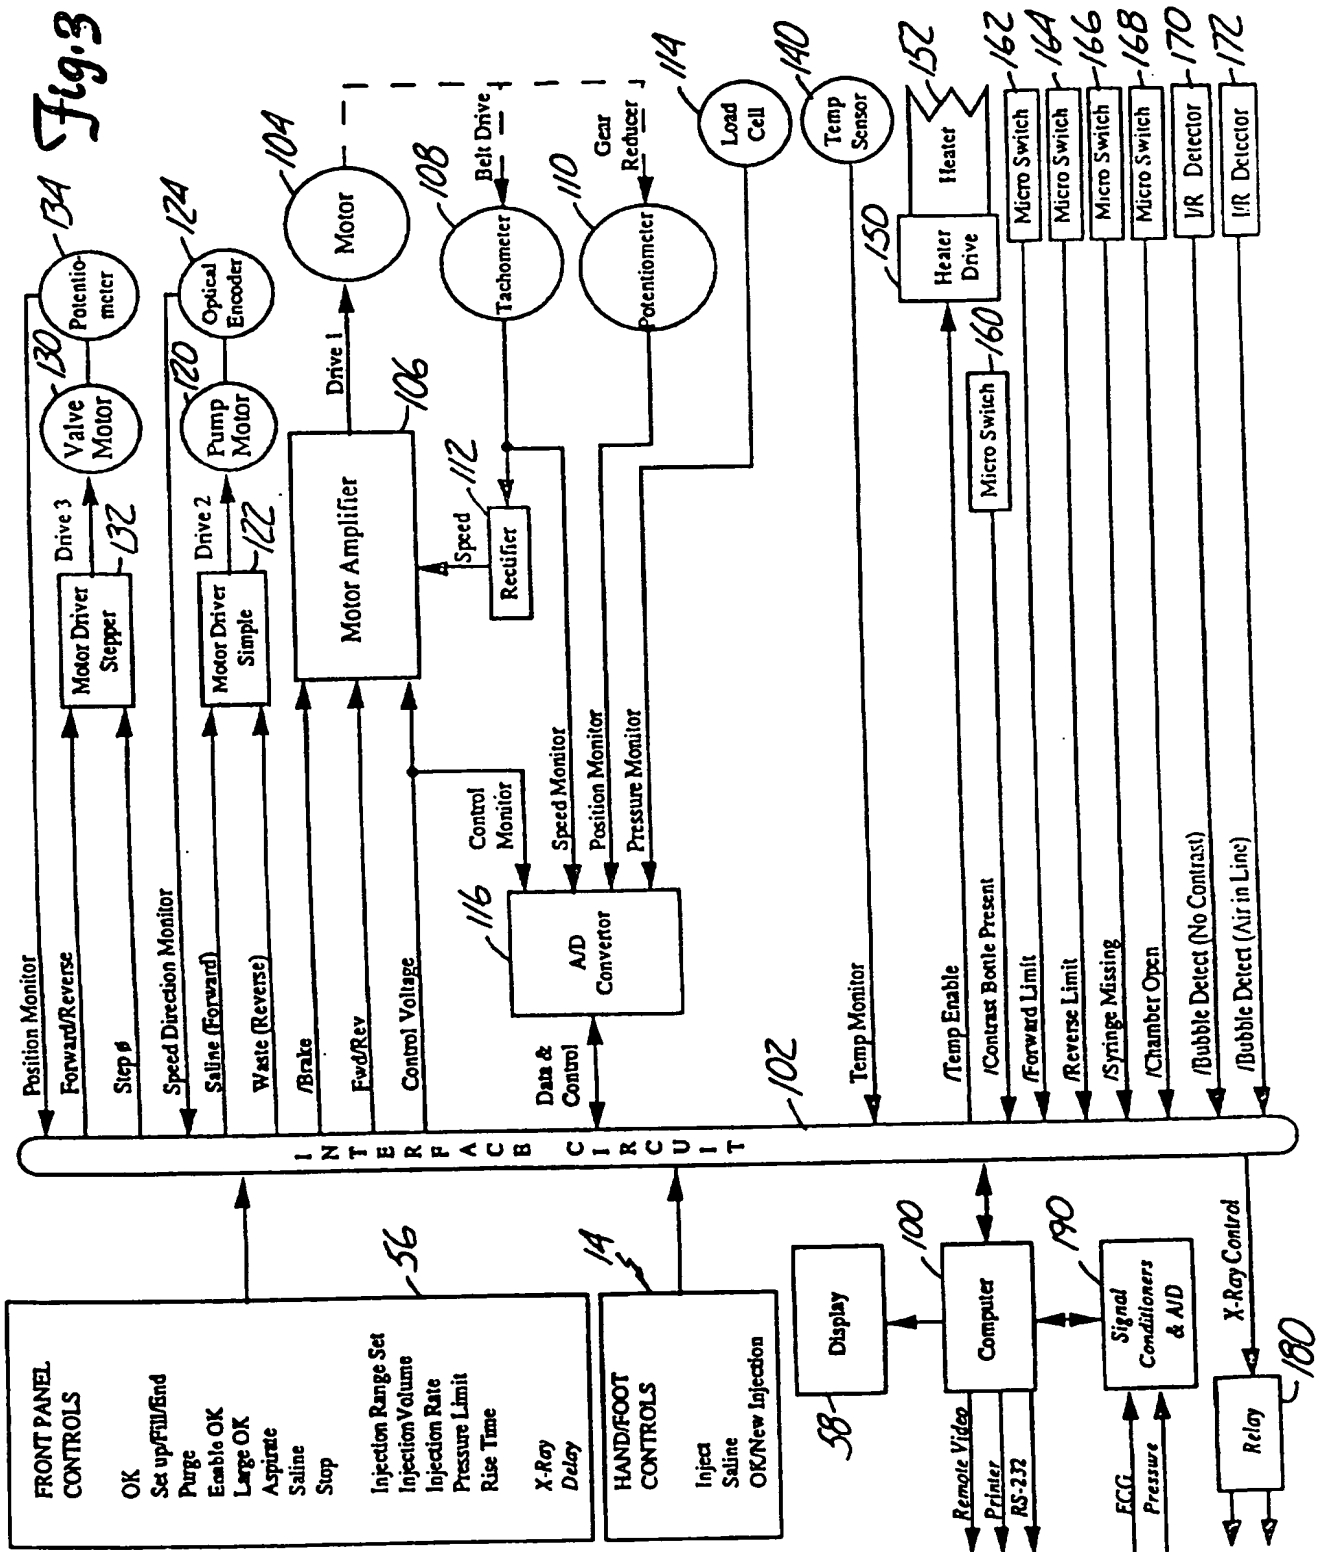 Fig. 3
FRONT PANEL
CONTROLS
OK
Set up/Fill/End
Purge
Enable OK
Large OK
Aspirate
Saline
Stop
Injection Range Set
Injection Volume
Injection Rate
Pressure Limit
Rise Time
X-Ray
Delay
56
HAND/FOOT
CONTROLS
Inject
Saline
OK/New Injection
14
Display
58
Computer
100
Remote Video
Printer
RS-232
Signal
Conditioners
& A/D
190
ECG
Pressure
X-Ray Control
Relay
180
INTERFACE CIRCUIT
102
Position Monitor
Forward/Reverse
Step ø
Speed Direction Monitor
Saline (Forward)
Waste (Reverse)
/Brake
Fwd/Rev
Control Voltage
Data &
Control
Temp Monitor
/Temp Enable
/Contrast Bottle Present
/Forward Limit
/Reverse Limit
/Syringe Missing
/Chamber Open
/Bubble Detect (No Contrast)
/Bubble Detect (Air in Line)
A/D
Convertor
116
Control
Monitor
Speed Monitor
Position Monitor
Pressure Monitor
Motor Driver
Stepper
132
Drive 3
Valve
Motor
130
Potentio-
meter
134
Motor Driver
Simple
122
Drive 2
Pump
Motor
120
Optical
Encoder
124
Motor Amplifier
106
Drive 1
Motor
104
Speed
Rectifier
112
Belt Drive
Tachometer
108
Gear
Reducer
Potentiometer
110
Load
Cell
114
Temp
Sensor
140
Heater
Drive
150
Heater
152
Micro Switch
160
Micro Switch
162
Micro Switch
164
Micro Switch
166
Micro Switch
168
I/R Detector
170
I/R Detector
172